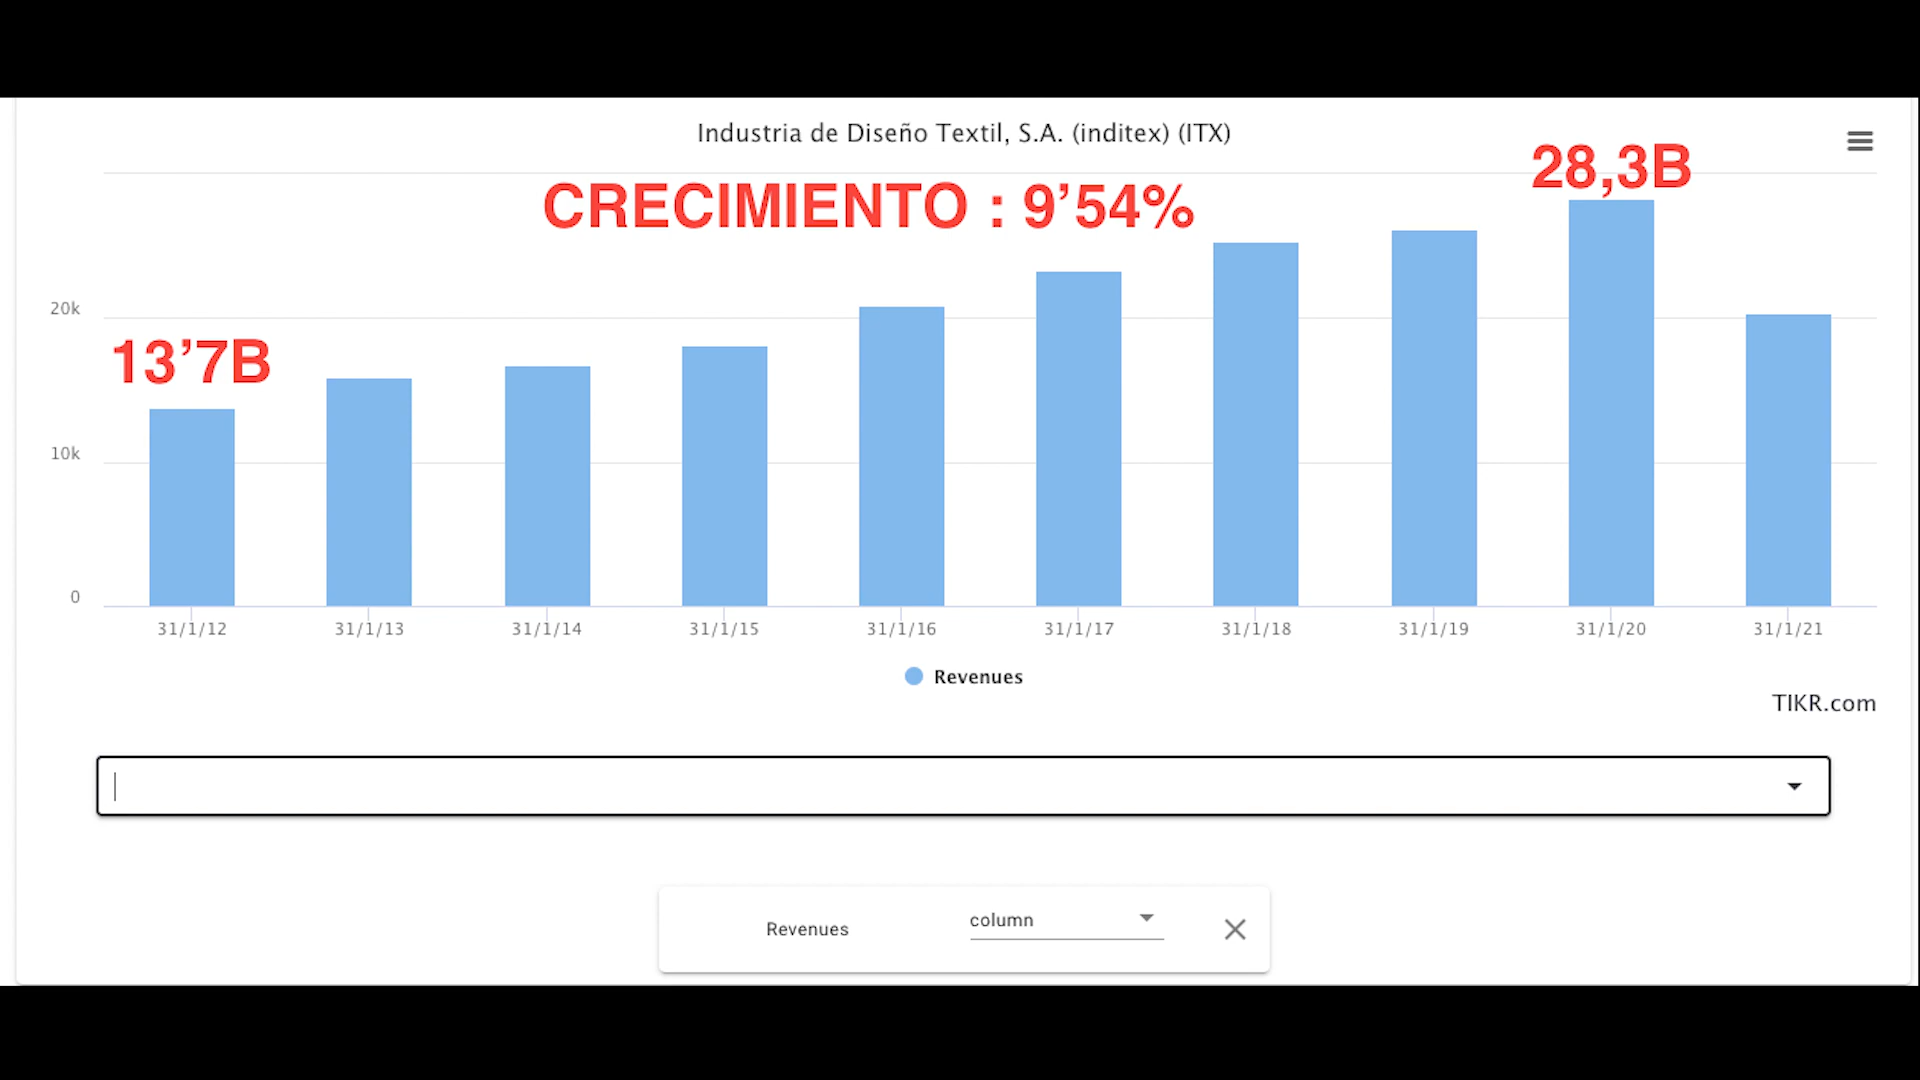 Industria de Diseño Textil, S.A. (inditex) (ITX)
28,3B
CRECIMIENTO : 9’54%
20k
13’7B
10k
0
31/1/12 31/1/13 31/1/14 31/1/15 31/1/16 31/1/17 31/1/18 31/1/19 31/1/20 31/1/21
Revenues
TIKR.com
Revenues column